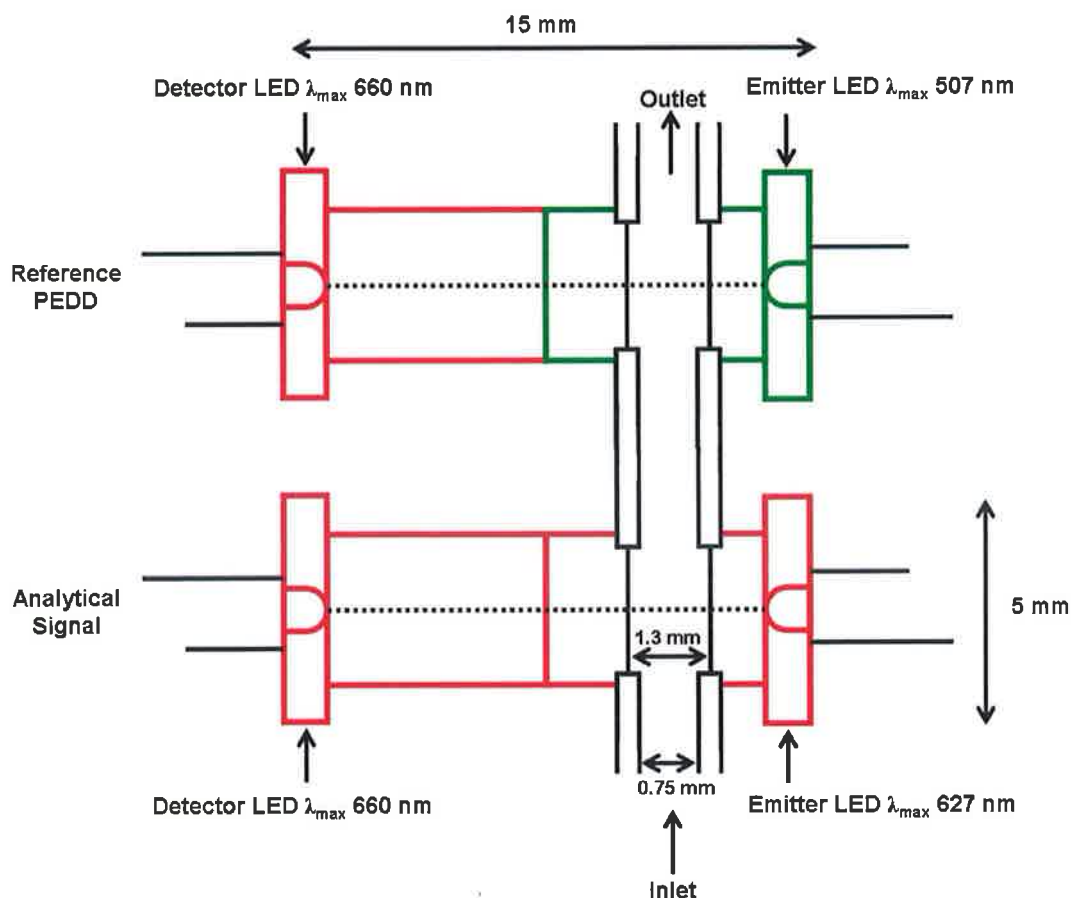 15 mm
Detector LED λmax 660 nm
Emitter LED λmax 507 nm
Outlet
Reference
PEDD
Analytical
Signal
1.3 mm
5 mm
0.75 mm
Detector LED λmax 660 nm
Emitter LED λmax 627 nm
Inlet